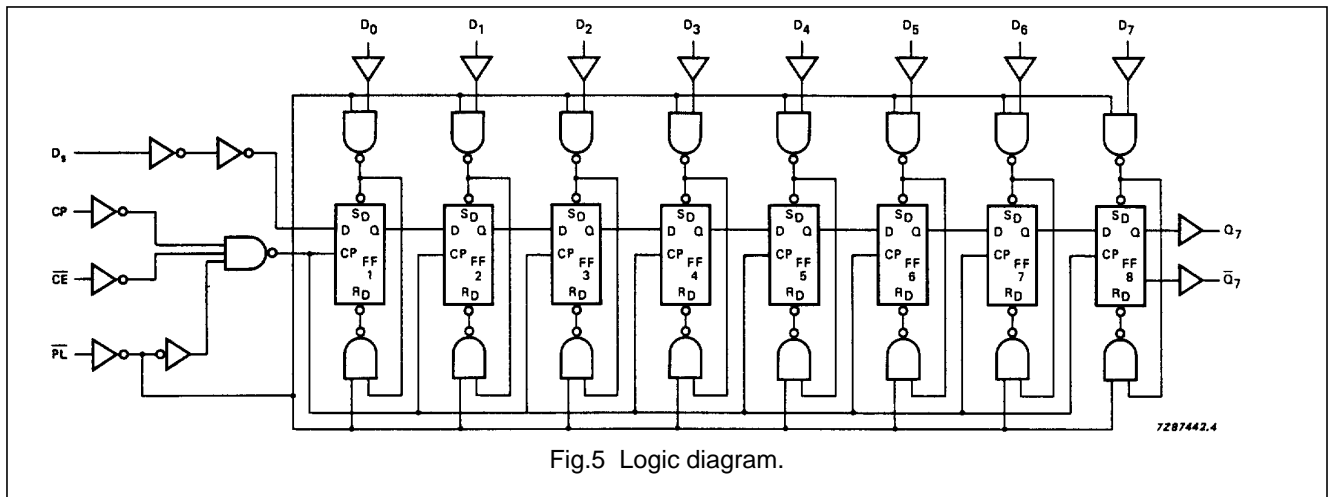 D0 D1 D2 D3 D4 D5 D6 D7
Ds
CP
C̅E̅
P̅L̅
SD SD SD SD SD SD SD SD
D Q D Q D Q D Q D Q D Q D Q D Q
Q7
CP FF CP FF CP FF CP FF CP FF CP FF CP FF CP FF
1 2 3 4 5 6 7 8
Q̅7
RD RD RD RD RD RD RD RD
7Z87442.4
Fig.5 Logic diagram.